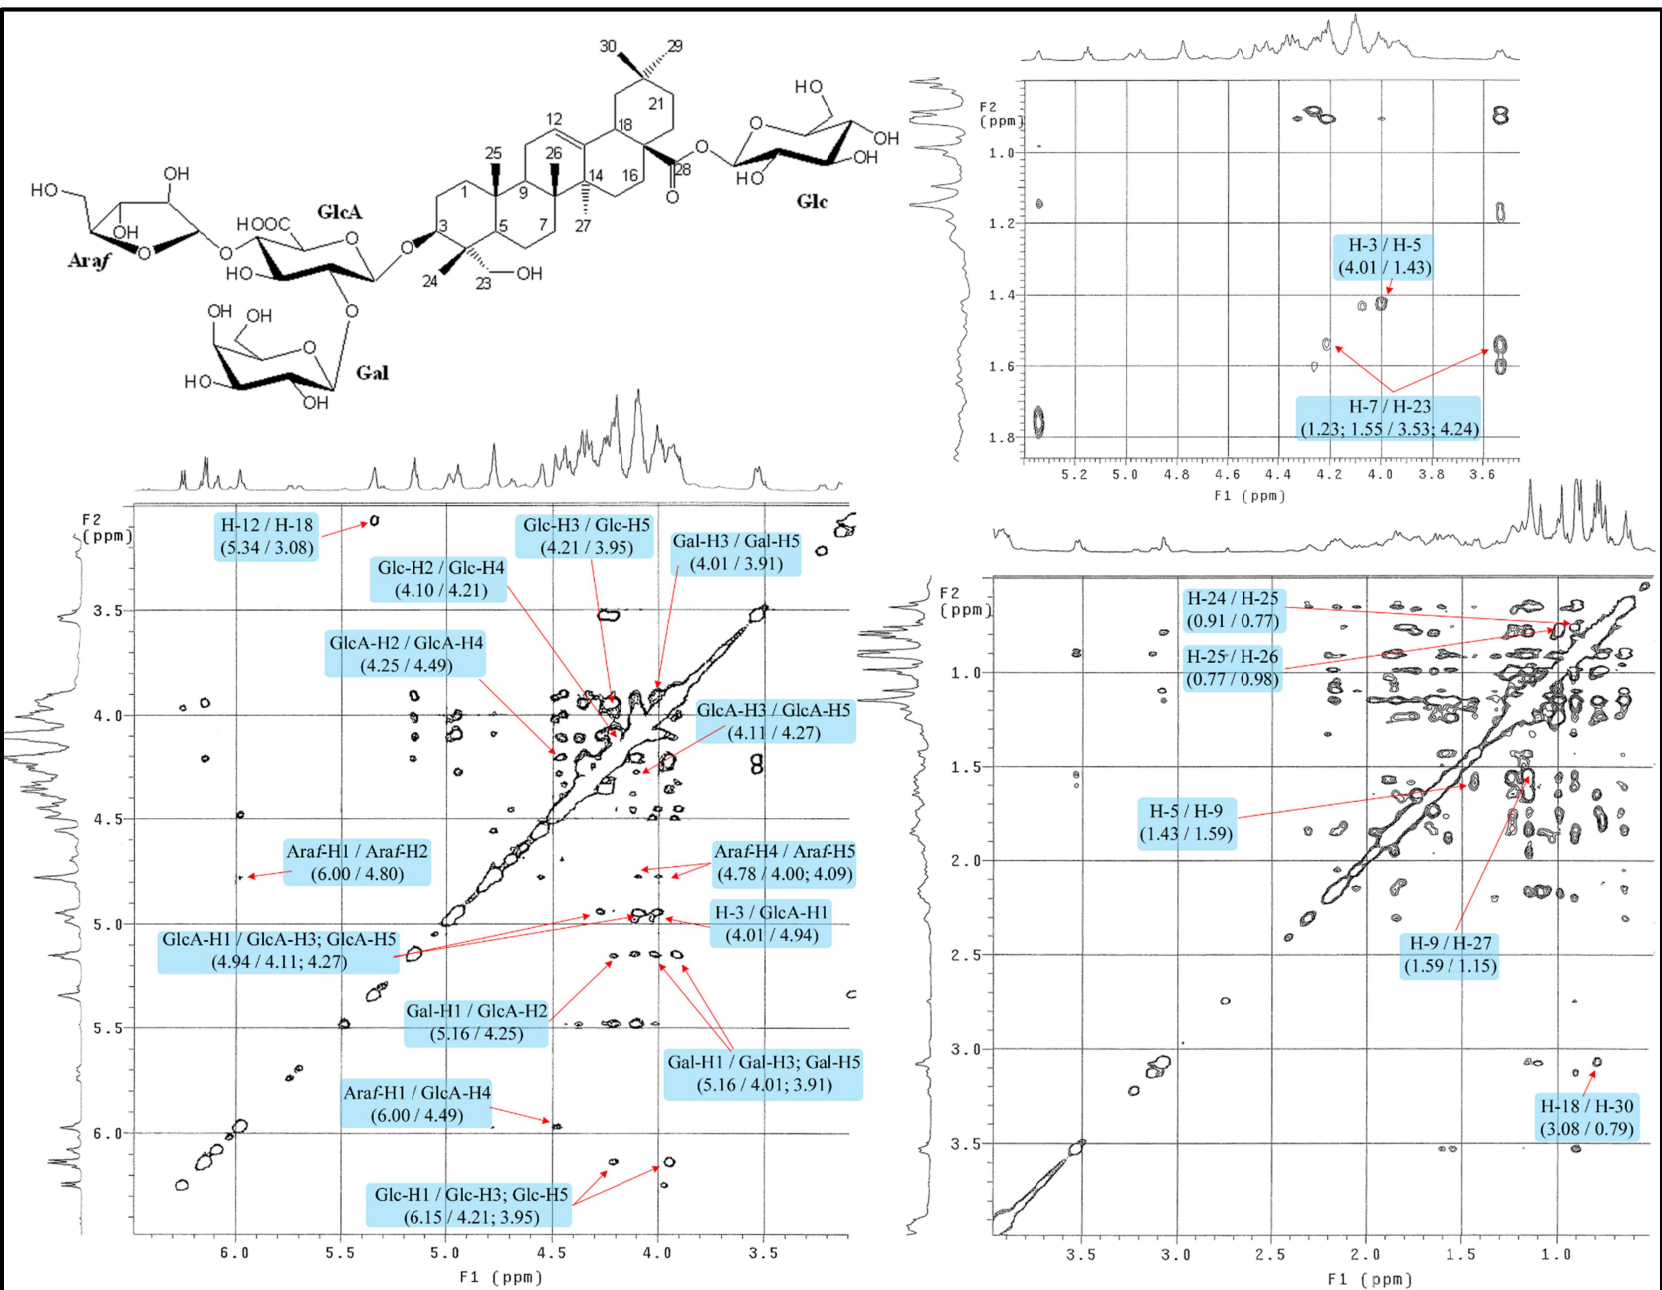 30
29
HO
21
12
18
OH
25
26
O
O
OH
28
HO
OH
1
9
14
16
O
HO
OH
GlcA
Glc
HOOC
O
3
5
7
27
OH
O
Araf
O
O
HO
24
23
OH
OH
OH
O
O
HO
Gal
OH
F2
(ppm)
1.0
1.2
1.4
1.6
1.8
H-3 / H-5
(4.01 / 1.43)
H-7 / H-23
(1.23; 1.55 / 3.53; 4.24)
5.2 5.0 4.8 4.6 4.4 4.2 4.0 3.8 3.6
F1 (ppm)
F2
(ppm)
3.5
4.0
4.5
5.0
5.5
6.0
H-12 / H-18
(5.34 / 3.08)
Glc-H3 / Glc-H5
(4.21 / 3.95)
Gal-H3 / Gal-H5
(4.01 / 3.91)
Glc-H2 / Glc-H4
(4.10 / 4.21)
GlcA-H2 / GlcA-H4
(4.25 / 4.49)
GlcA-H3 / GlcA-H5
(4.11 / 4.27)
Araf-H1 / Araf-H2
(6.00 / 4.80)
Araf-H4 / Araf-H5
(4.78 / 4.00; 4.09)
H-3 / GlcA-H1
(4.01 / 4.94)
GlcA-H1 / GlcA-H3; GlcA-H5
(4.94 / 4.11; 4.27)
Gal-H1 / GlcA-H2
(5.16 / 4.25)
Gal-H1 / Gal-H3; Gal-H5
(5.16 / 4.01; 3.91)
Araf-H1 / GlcA-H4
(6.00 / 4.49)
Glc-H1 / Glc-H3; Glc-H5
(6.15 / 4.21; 3.95)
6.0 5.5 5.0 4.5 4.0 3.5
F1 (ppm)
F2
(ppm)
1.0
1.5
2.0
2.5
3.0
3.5
H-24 / H-25
(0.91 / 0.77)
H-25 / H-26
(0.77 / 0.98)
H-5 / H-9
(1.43 / 1.59)
H-9 / H-27
(1.59 / 1.15)
H-18 / H-30
(3.08 / 0.79)
3.5 3.0 2.5 2.0 1.5 1.0
F1 (ppm)